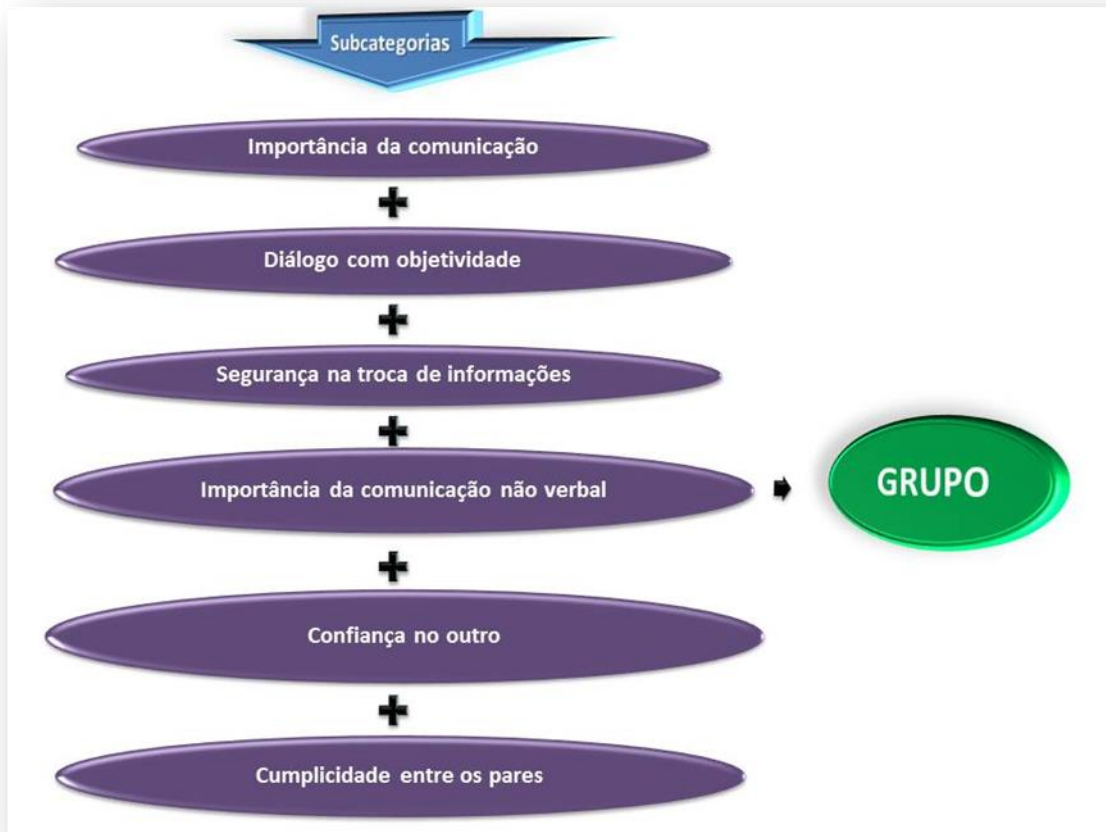 Subcategorias
Importância da comunicação
+
Diálogo com objetividade
+
Segurança na troca de informações
+
Importância da comunicação não verbal
GRUPO
+
Confiança no outro
+
Cumplicidade entre os pares